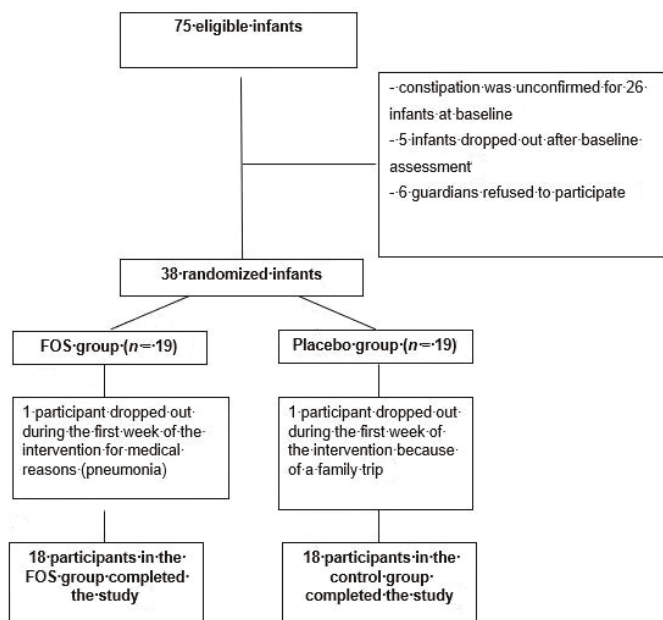 75 eligible infants
- constipation was unconfirmed for 26
infants at baseline
- 5 infants dropped out after baseline
assessment
- 6 guardians refused to participate
38 randomized infants
FOS group (n = 19)
Placebo group (n = 19)
1 participant dropped out
during the first week of the
intervention for medical
reasons (pneumonia)
1 participant dropped out
during the first week of
the intervention because
of a family trip
18 participants in the
FOS group completed
the study
18 participants in the
control group
completed the study